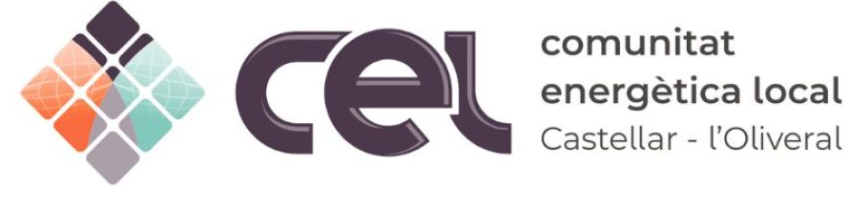 cel
comunitat
energètica local
Castellar - l'Oliveral